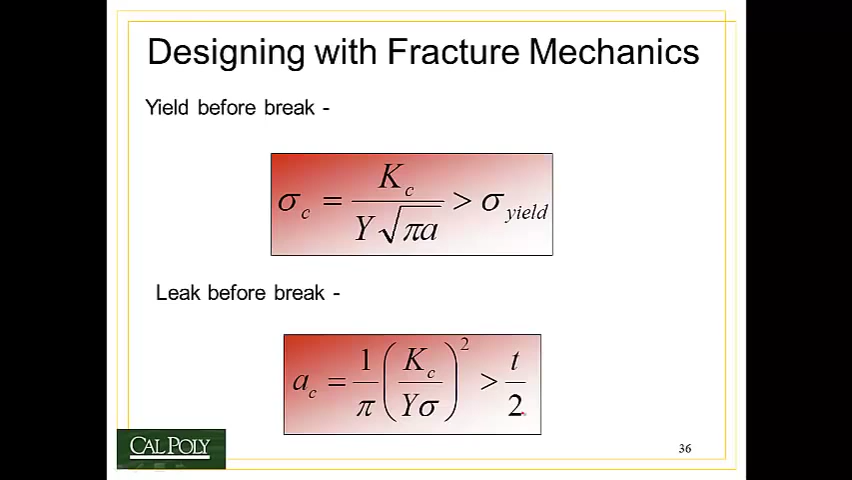 Designing with Fracture Mechanics
Yield before break -
σ_c = K_c / (Y√(πa)) > σ_yield
Leak before break -
a_c = 1/π (K_c / Yσ)² > t/2
CAL POLY
36